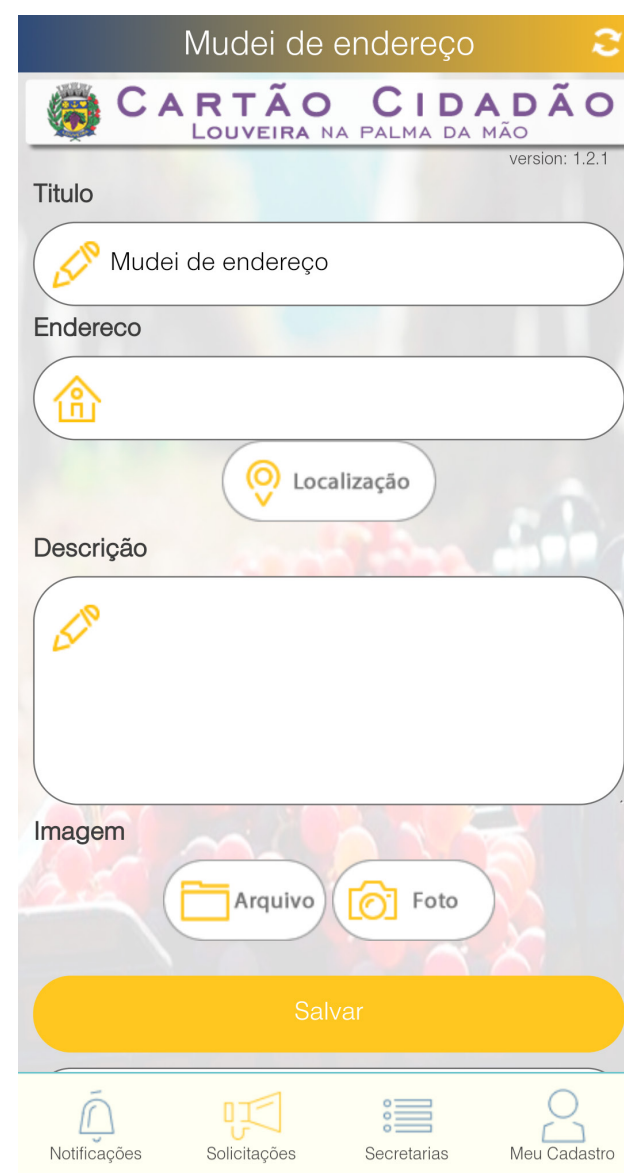 Mudei de endereço
CARTÃO CIDADÃO
LOUVEIRA NA PALMA DA MÃO
version: 1.2.1
Titulo
Mudei de endereço
Endereco
Localização
Descrição
Imagem
Arquivo Foto
Salvar
Notificações Solicitações Secretarias Meu Cadastro